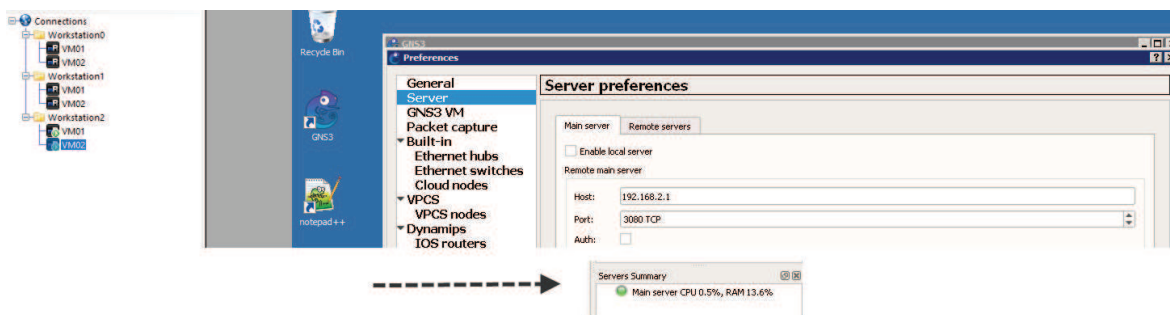 Connections
Workstation0
VM01
VM02
Workstation1
VM01
VM02
Workstation2
VM01
VM02
Recycle Bin
GNS3
notepad++
GNS3
Preferences
General
Server
GNS3 VM
Packet capture
Built-in
Ethernet hubs
Ethernet switches
Cloud nodes
VPCS
VPCS nodes
Dynamips
IOS routers
Server preferences
Main server Remote servers
Enable local server
Remote main server
Host: 192.168.2.1
Port: 3080 TCP
Auth:
Servers Summary
Main server CPU 0.5%, RAM 13.6%